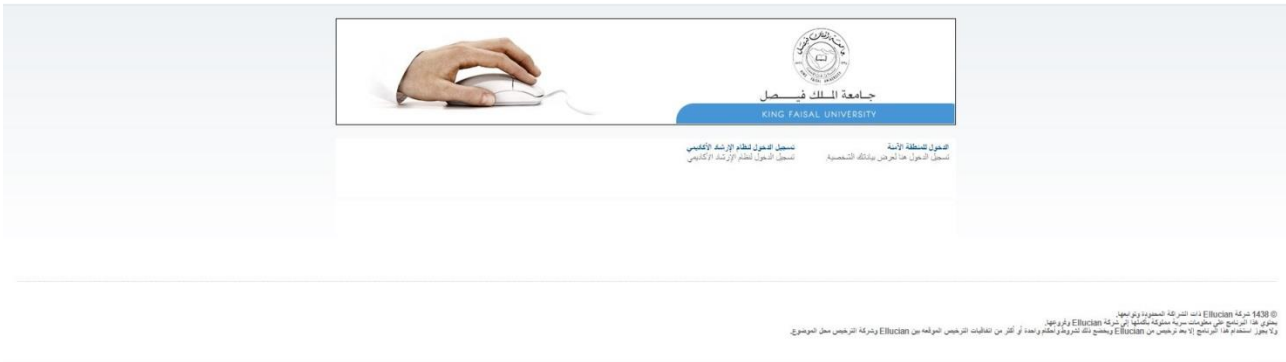 جامعة الملك فيصل
KING FAISAL UNIVERSITY
الدخول للمنطقة الآمنة
تسجيل الدخول هنا لعرض بياناتك الشخصية.
تسجيل الدخول لنظام الإرشاد الأكاديمي
تسجيل الدخول لنظام الإرشاد الأكاديمي
© 1438 شركة Ellucian ذات الشراكة المحدودة وتوابعها.
يحتوي هذا البرنامج على معلومات سرية مملوكة بأكملها إلى شركة Ellucian وفروعها.
ولا يجوز استخدام هذا البرنامج إلا بعد ترخيص من Ellucian ويخضع ذلك لشروط وأحكام واحدة أو أكثر من اتفاقيات الترخيص الموقعه بين Ellucian وشركة الترخيص محل الموضوع.